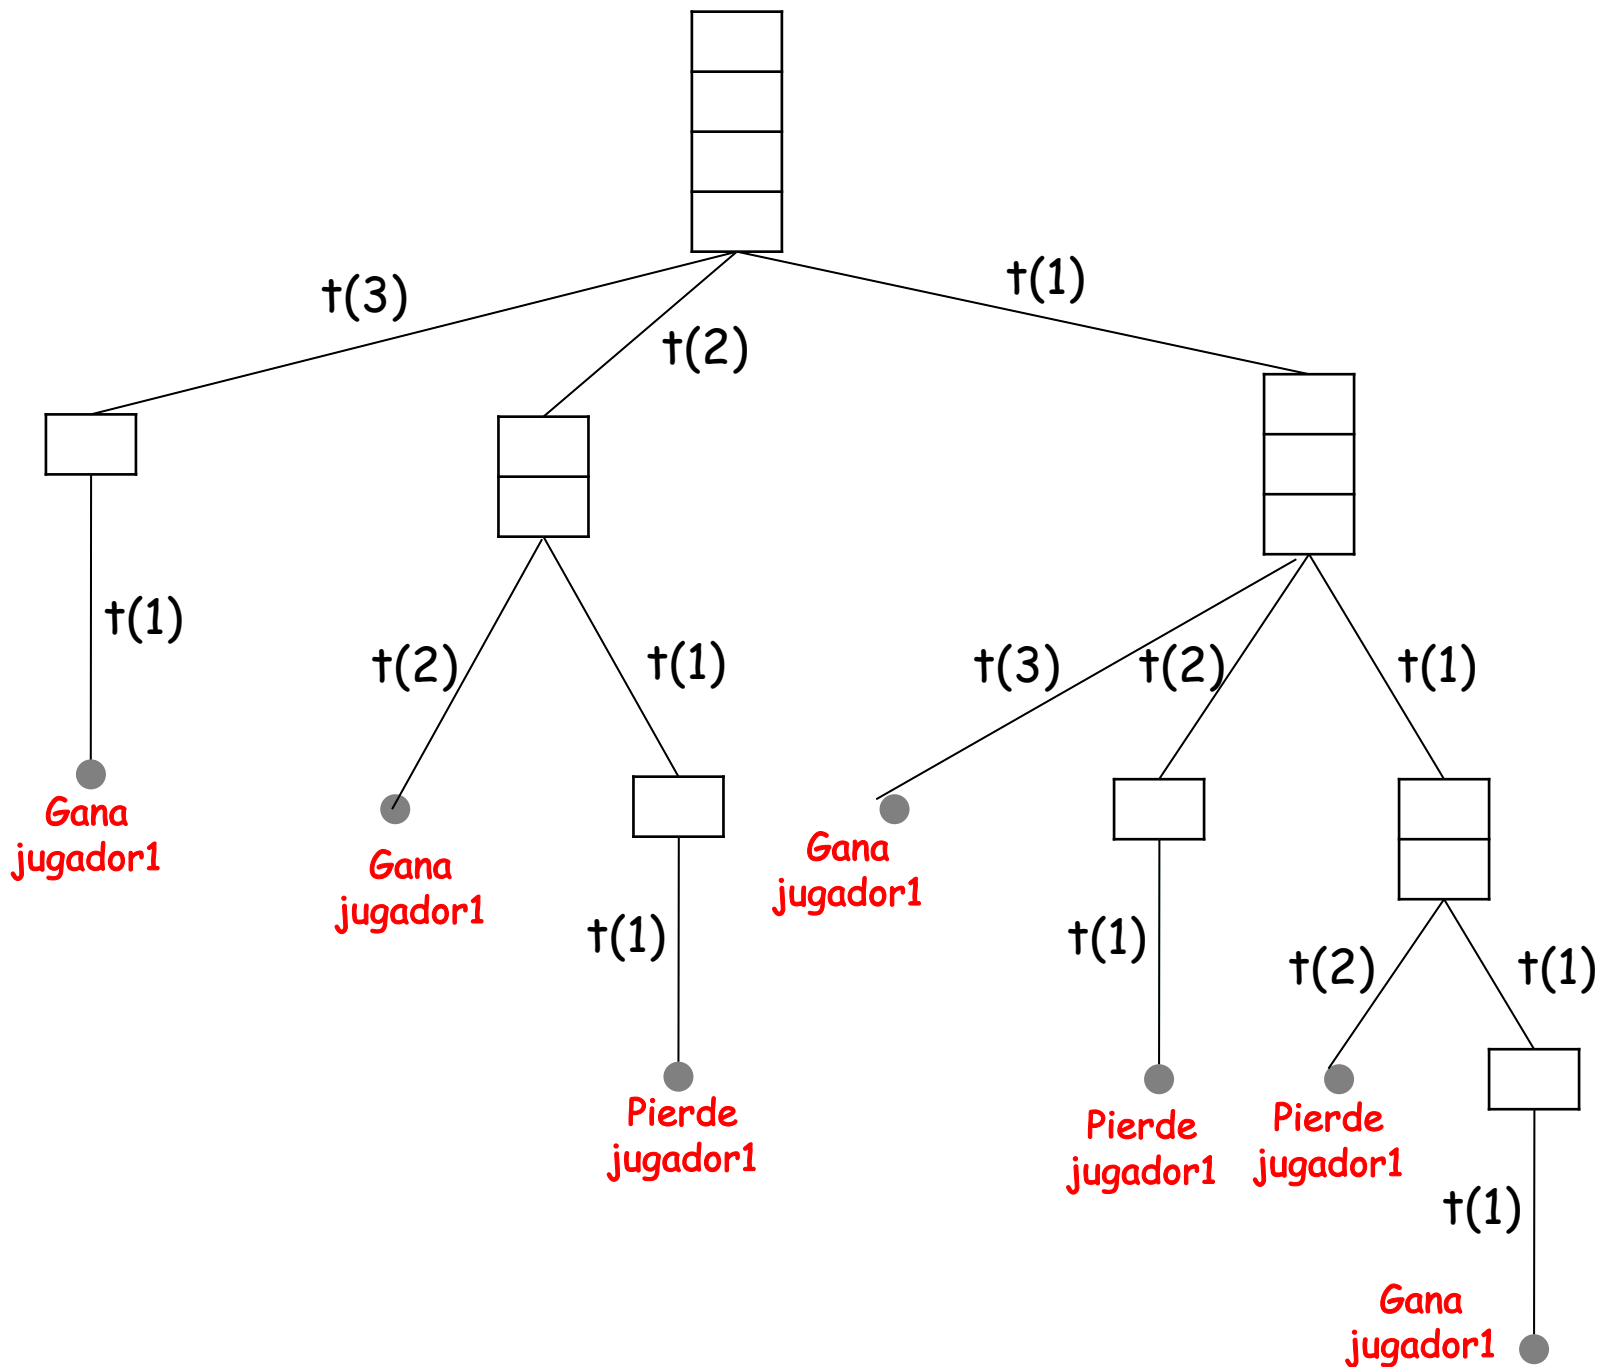 t(3)
t(2)
t(1)
t(1)
t(2)
t(1)
t(3)
t(2)
t(1)
Gana
jugador1
Gana
jugador1
Gana
jugador1
t(1)
t(1)
t(2)
t(1)
Pierde
jugador1
Pierde
jugador1
Pierde
jugador1
t(1)
Gana
jugador1